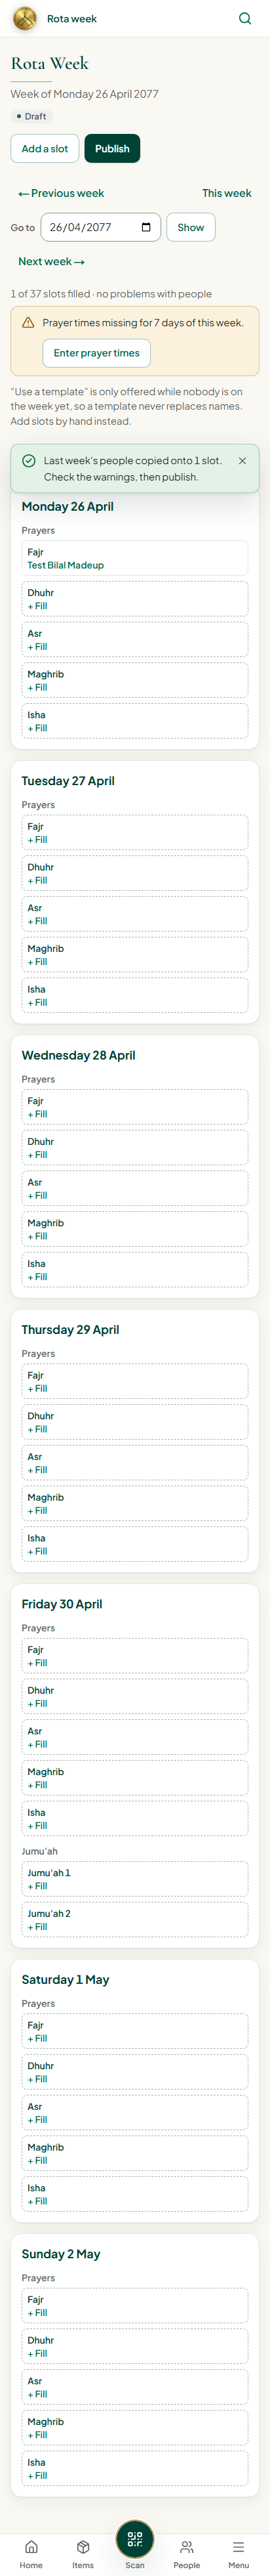 Rota week
Rota Week
Week of Monday 26 April 2077
Draft
Add a slot
Publish
← Previous week
This week
Go to
26/04/2077
Show
Next week →
1 of 37 slots filled · no problems with people
Prayer times missing for 7 days of this week.
Enter prayer times
“Use a template” is only offered while nobody is on
the week yet, so a template never replaces names.
Add slots by hand instead.
Last week's people copied onto 1 slot.
Check the warnings, then publish.
Monday 26 April
Prayers
Fajr
Test Bilal Madeup
Dhuhr
+ Fill
Asr
+ Fill
Maghrib
+ Fill
Isha
+ Fill
Tuesday 27 April
Prayers
Fajr
+ Fill
Dhuhr
+ Fill
Asr
+ Fill
Maghrib
+ Fill
Isha
+ Fill
Wednesday 28 April
Prayers
Fajr
+ Fill
Dhuhr
+ Fill
Asr
+ Fill
Maghrib
+ Fill
Isha
+ Fill
Thursday 29 April
Prayers
Fajr
+ Fill
Dhuhr
+ Fill
Asr
+ Fill
Maghrib
+ Fill
Isha
+ Fill
Friday 30 April
Prayers
Fajr
+ Fill
Dhuhr
+ Fill
Asr
+ Fill
Maghrib
+ Fill
Isha
+ Fill
Jumu'ah
Jumu'ah 1
+ Fill
Jumu'ah 2
+ Fill
Saturday 1 May
Prayers
Fajr
+ Fill
Dhuhr
+ Fill
Asr
+ Fill
Maghrib
+ Fill
Isha
+ Fill
Sunday 2 May
Prayers
Fajr
+ Fill
Dhuhr
+ Fill
Asr
+ Fill
Maghrib
+ Fill
Isha
+ Fill
Home
Items
Scan
People
Menu